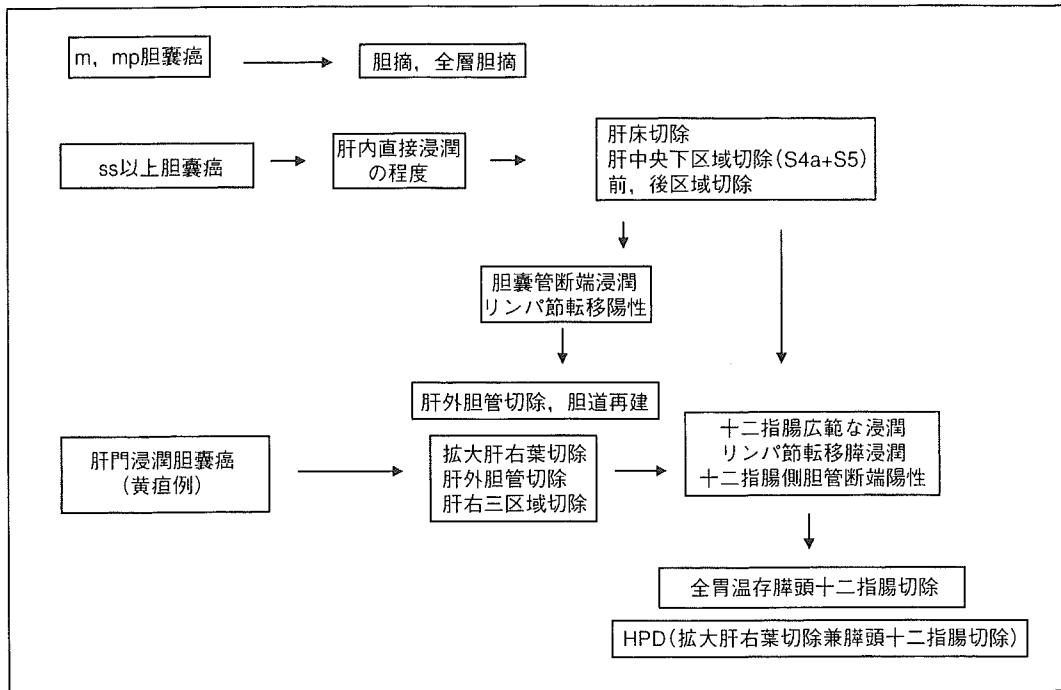 m，mp胆嚢癌
胆摘，全層胆摘
ss以上胆嚢癌
肝内直接浸潤
の程度
肝床切除
肝中央下区域切除(S4a+S5)
前，後区域切除
胆嚢管断端浸潤
リンパ節転移陽性
肝外胆管切除，胆道再建
肝門浸潤胆嚢癌
(黄疸例)
拡大肝右葉切除
肝外胆管切除
肝右三区域切除
十二指腸広範な浸潤
リンパ節転移膵浸潤
十二指腸側胆管断端陽性
全胃温存膵頭十二指腸切除
HPD(拡大肝右葉切除兼膵頭十二指腸切除)